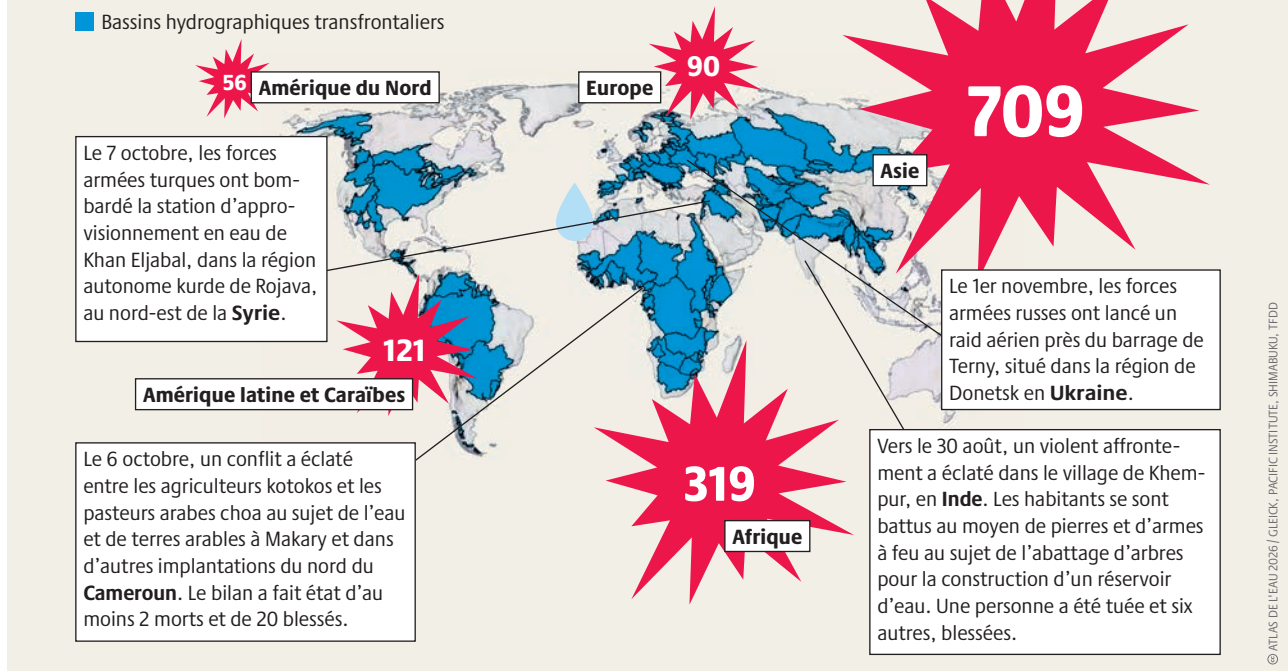 Bassins hydrographiques transfrontaliers
56
Amérique du Nord
Europe
90
709
Asie
Le 7 octobre, les forces
armées turques ont bom-
bardé la station d'appro-
visionnement en eau de
Khan Eljabal, dans la région
autonome kurde de Rojava,
au nord-est de la Syrie.
121
Amérique latine et Caraïbes
Le 1er novembre, les forces
armées russes ont lancé un
raid aérien près du barrage de
Terny, situé dans la région de
Donetsk en Ukraine.
Le 6 octobre, un conflit a éclaté
entre les agriculteurs kotokos et les
pasteurs arabes choa au sujet de l'eau
et de terres arables à Makary et dans
d'autres implantations du nord du
Cameroun. Le bilan a fait état d'au
moins 2 morts et de 20 blessés.
319
Afrique
Vers le 30 août, un violent affronte-
ment a éclaté dans le village de Khem-
pur, en Inde. Les habitants se sont
battus au moyen de pierres et d'armes
à feu au sujet de l'abattage d'arbres
pour la construction d'un réservoir
d'eau. Une personne a été tuée et six
autres, blessées.
© ATLAS DE L'EAU 2026 / GLEICK, PACIFIC INSTITUTE, SHIMABUKU, TFDD